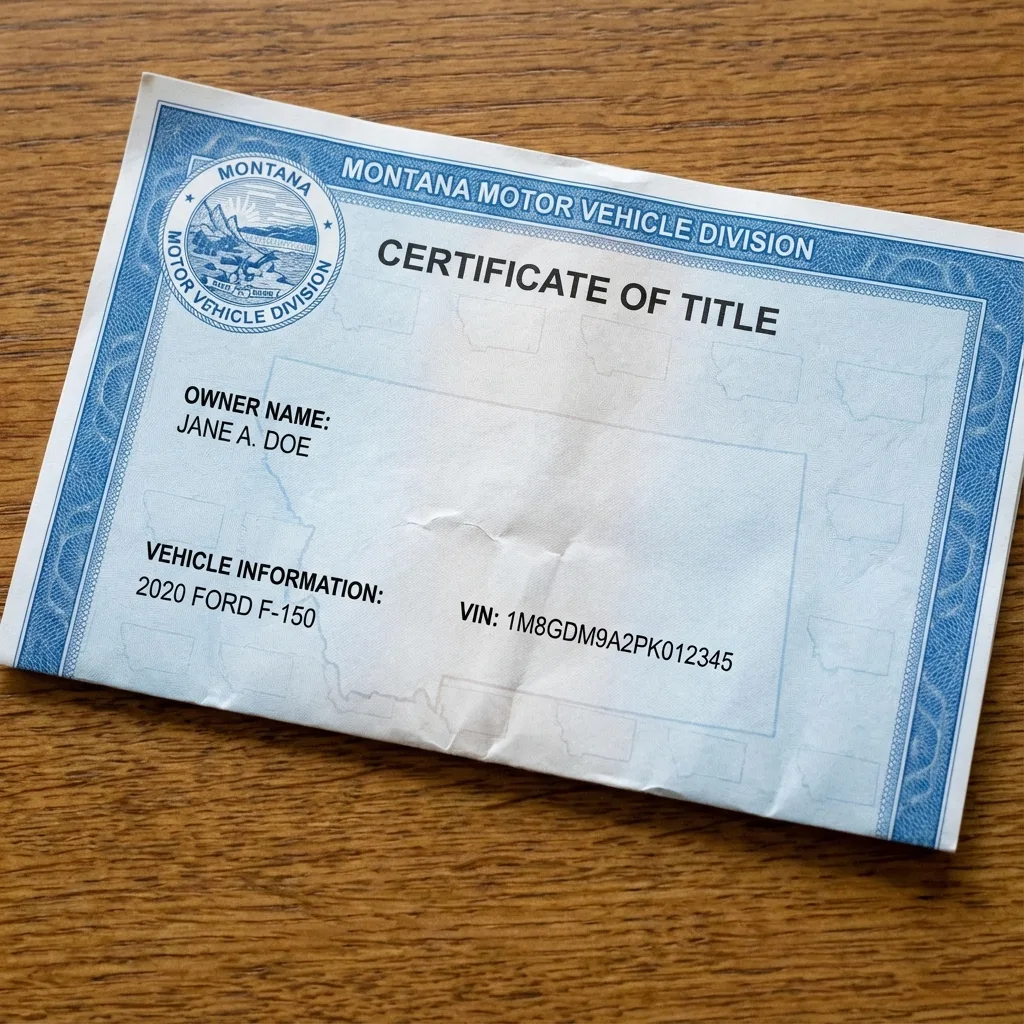 MONTANA
MOTOR VEHICLE DIVISION
MONTANA MOTOR VEHICLE DIVISION
CERTIFICATE OF TITLE
OWNER NAME:
JANE A. DOE
VEHICLE INFORMATION:
2020 FORD F-150
VIN: 1M8GDM9A2PK012345